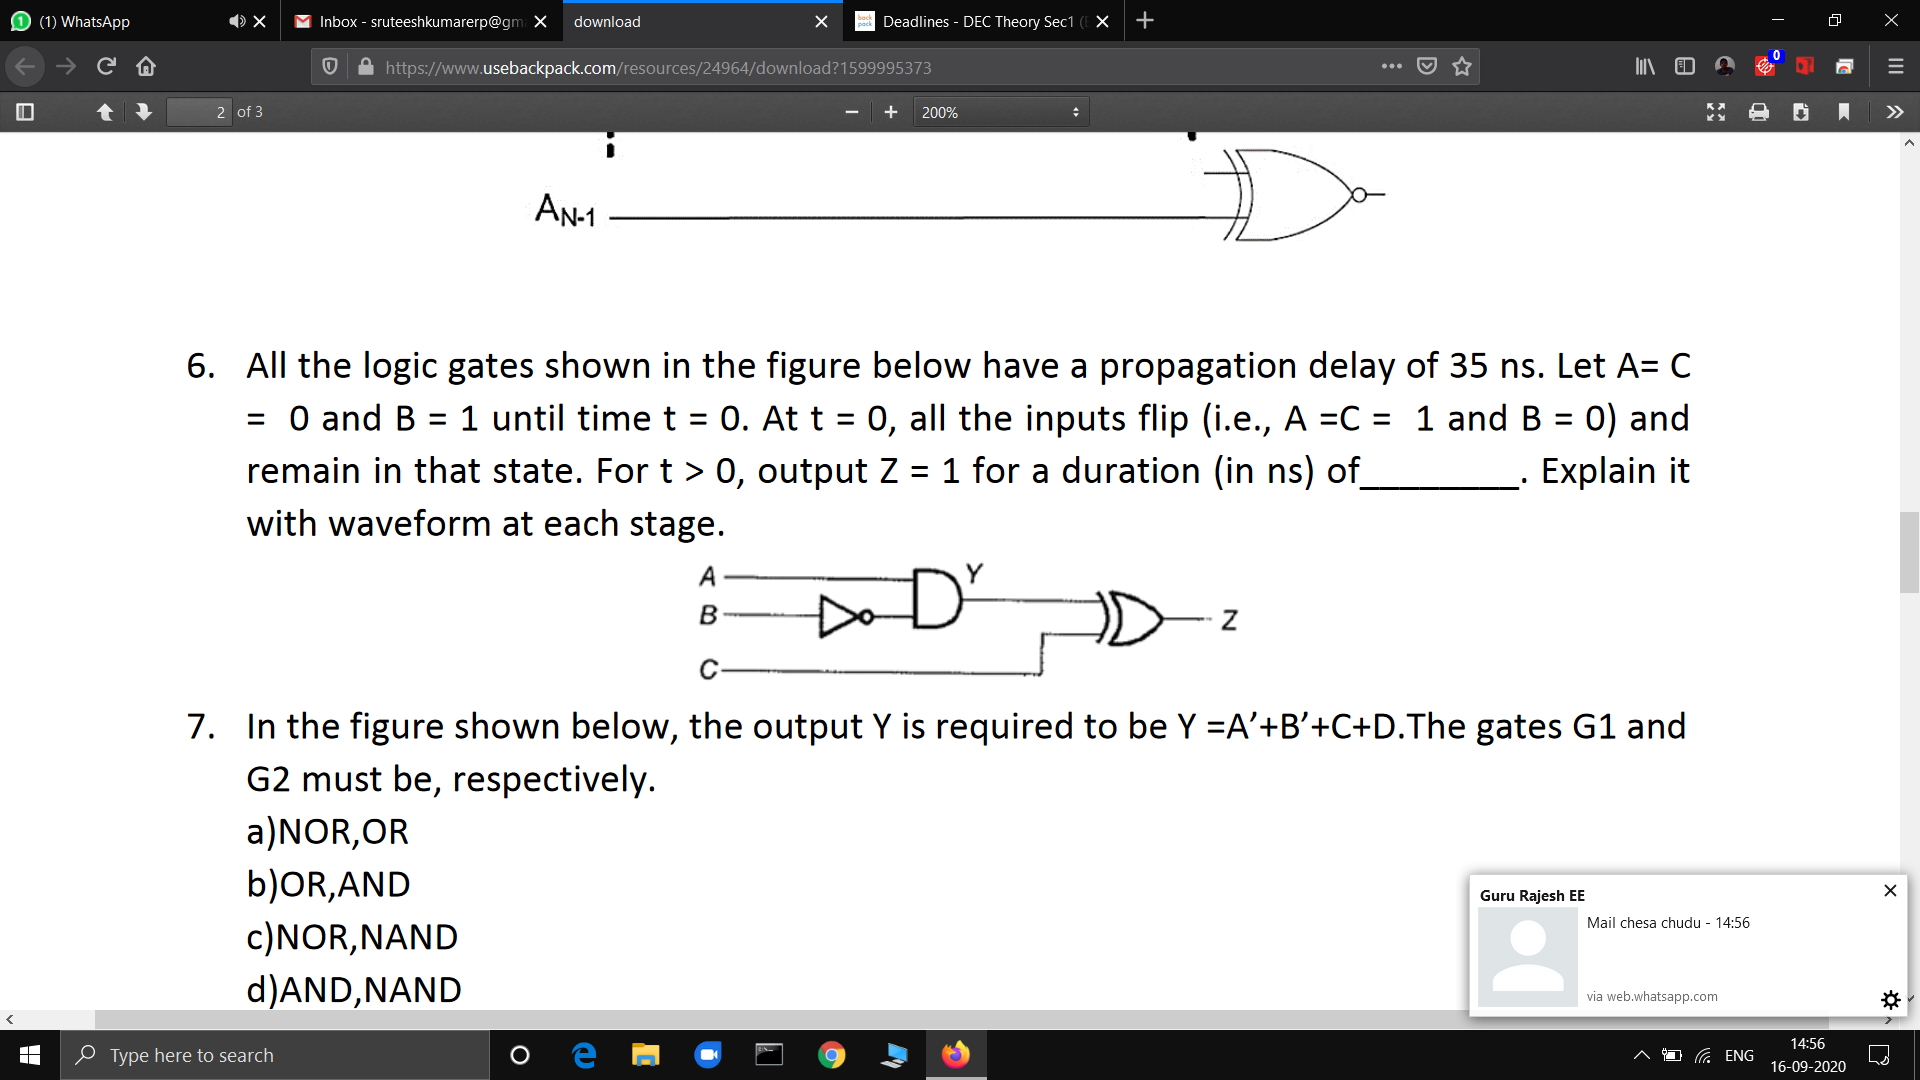 (1) WhatsApp
Inbox - sruteeshkumarerp@gm
download
Deadlines - DEC Theory Sec1 (
https://www.usebackpack.com/resources/24964/download?1599995373
0
2 of 3
200%
AN-1
6. All the logic gates shown in the figure below have a propagation delay of 35 ns. Let A= C
= 0 and B = 1 until time t = 0. At t = 0, all the inputs flip (i.e., A =C = 1 and B = 0) and
remain in that state. For t > 0, output Z = 1 for a duration (in ns) of________. Explain it
with waveform at each stage.
A
Y
B
Z
C
7. In the figure shown below, the output Y is required to be Y =A’+B’+C+D.The gates G1 and
G2 must be, respectively.
a)NOR,OR
b)OR,AND
c)NOR,NAND
d)AND,NAND
Guru Rajesh EE
Mail chesa chudu - 14:56
via web.whatsapp.com
Type here to search
ENG
14:56
16-09-2020